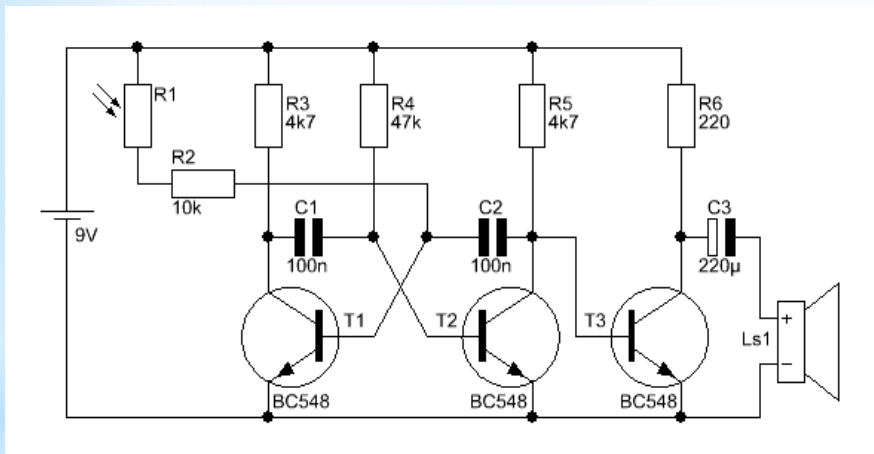 R1
R3
4k7
R4
47k
R5
4k7
R6
220
R2
10k
9V
C1
100n
C2
100n
C3
220µ
T1
T2
T3
Ls1
+
−
BC548
BC548
BC548